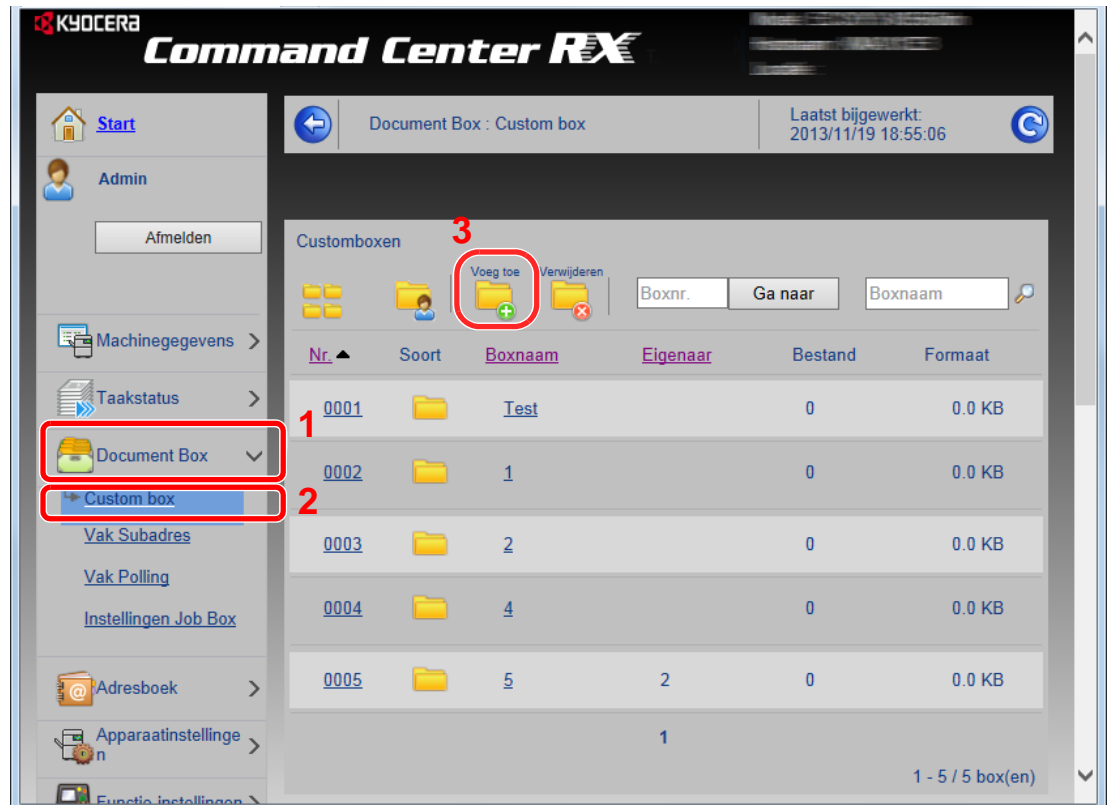 KYOCERA
Command Center RX
Start
Document Box : Custom box
Laatst bijgewerkt:
2013/11/19 18:55:06
Admin
Afmelden
Customboxen
3
Voeg toe
Verwijderen
Boxnr.
Ga naar
Boxnaam
Machinegegevens
Nr. Soort Boxnaam Eigenaar Bestand Formaat
Taakstatus
0001 Test 0 0.0 KB
1
Document Box
0002 1 0 0.0 KB
Custom box
2
Vak Subadres
0003 2 0 0.0 KB
Vak Polling
0004 4 0 0.0 KB
Instellingen Job Box
Adresboek
0005 5 2 0 0.0 KB
Apparaatinstellinge
n
1
1 - 5 / 5 box(en)
Functie-instellingen